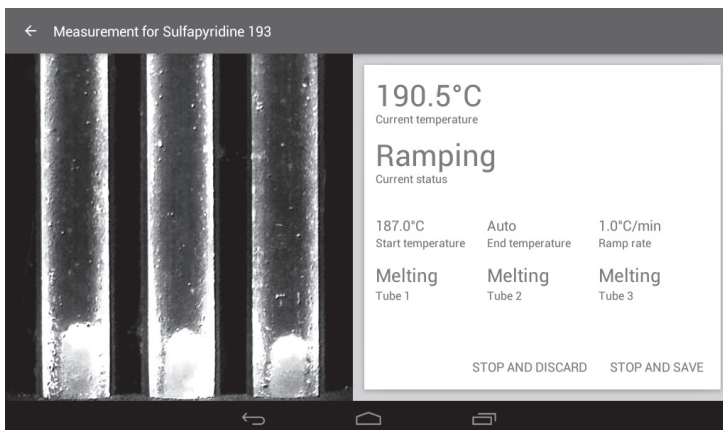 Measurement for Sulfapyridine 193
190.5°C
Current temperature
Ramping
Current status
187.0°C Auto 1.0°C/min
Start temperature End temperature Ramp rate
Melting Melting Melting
Tube 1 Tube 2 Tube 3
STOP AND DISCARD STOP AND SAVE